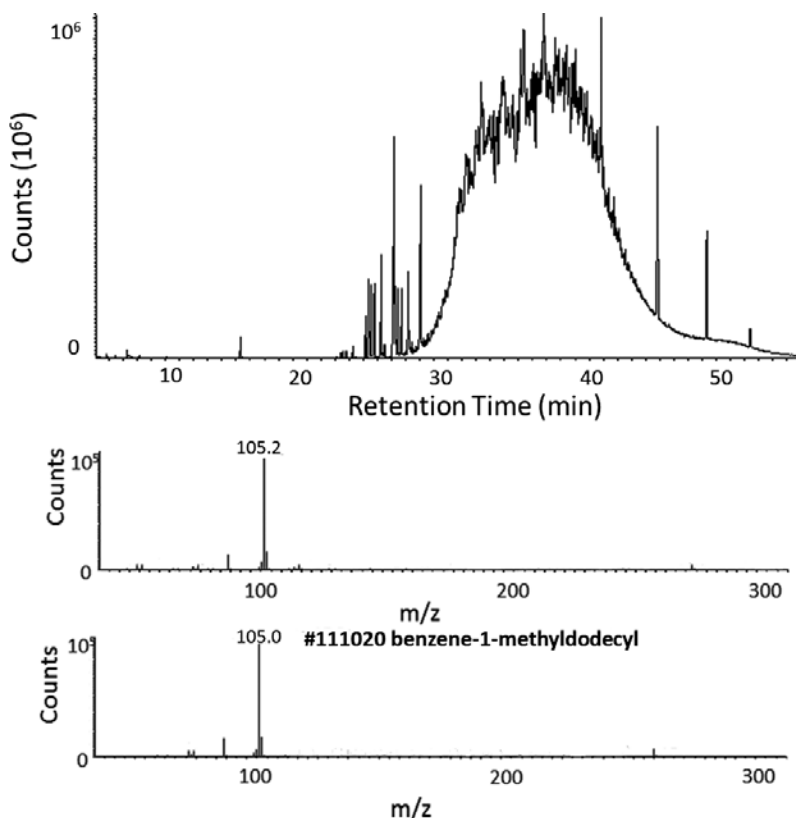 10⁶
Counts (10⁶)
0
10 20 30 40 50
Retention Time (min)
105.2
10⁵
Counts
0
100 200 300
m/z
105.0 #111020 benzene-1-methyldodecyl
10⁵
Counts
0
100 200 300
m/z